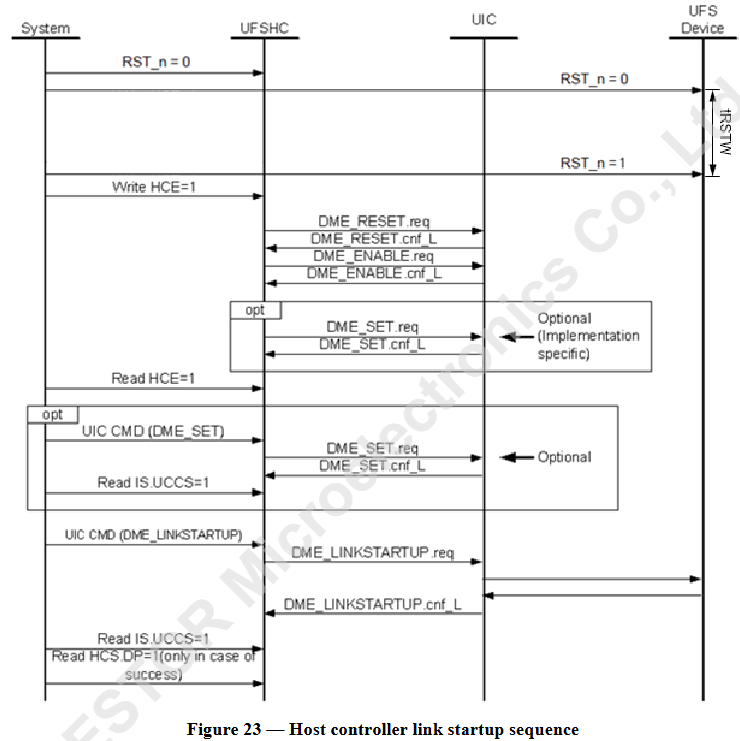 System
UFSHC
UIC
UFS
Device
RST_n = 0
RST_n = 0
tRSTW
RST_n = 1
Write HCE=1
DME_RESET.req
DME_RESET.cnf_L
DME_ENABLE.req
DME_ENABLE.cnf_L
opt
DME_SET.req
DME_SET.cnf_L
Optional
(Implementation
specific)
Read HCE=1
opt
UIC CMD (DME_SET)
DME_SET.req
DME_SET.cnf_L
Optional
Read IS.UCCS=1
UIC CMD (DME_LINKSTARTUP)
DME_LINKSTARTUP.req
DME_LINKSTARTUP.cnf_L
Read IS.UCCS=1
Read HCS.DP=1(only in case of
success)
Figure 23 — Host controller link startup sequence
ESTOR Microelectronics Co., Ltd